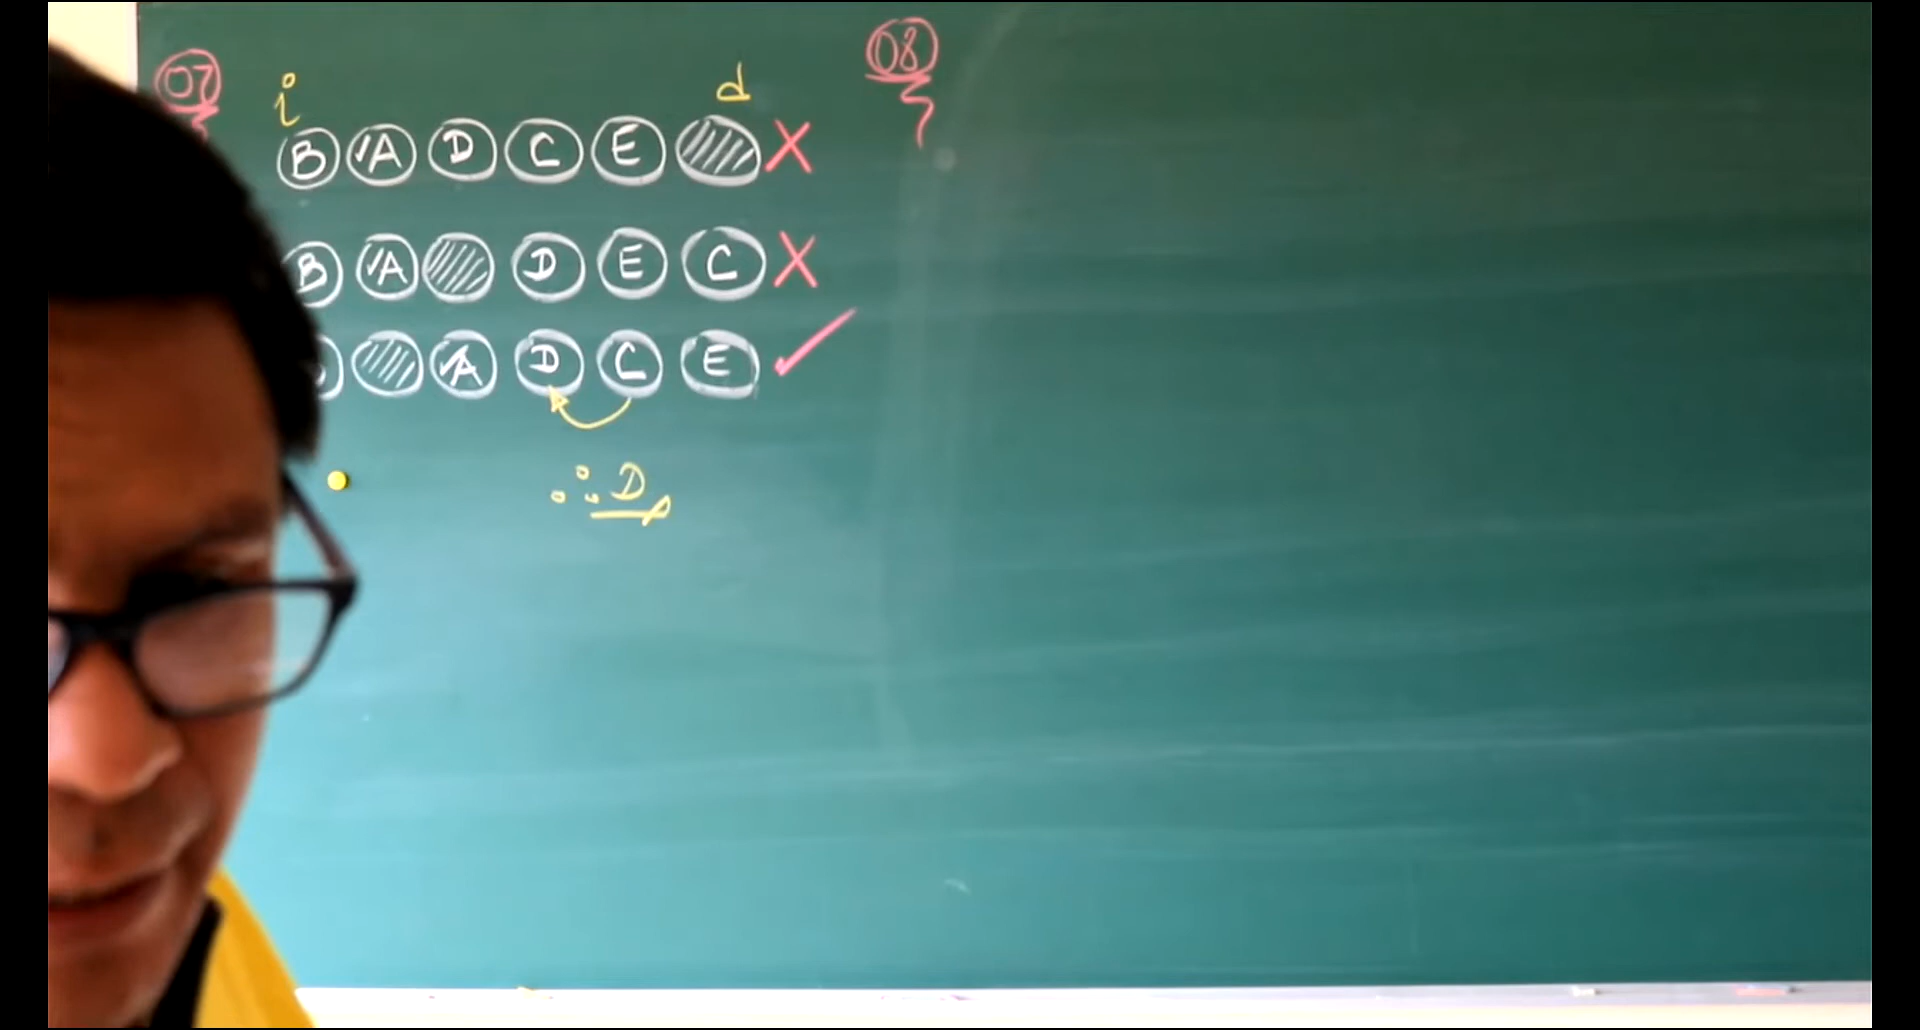 07
i d
B A D C E X
B A D E C X
A D C E ✓
∴ D
08